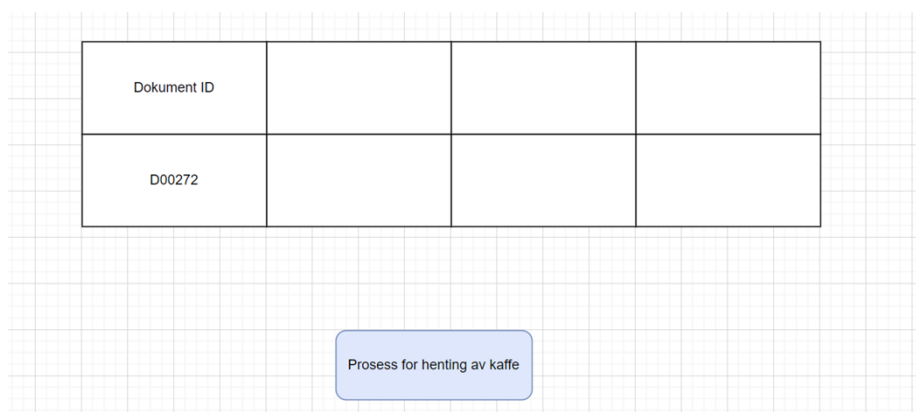 Dokument ID
D00272
Prosess for henting av kaffe